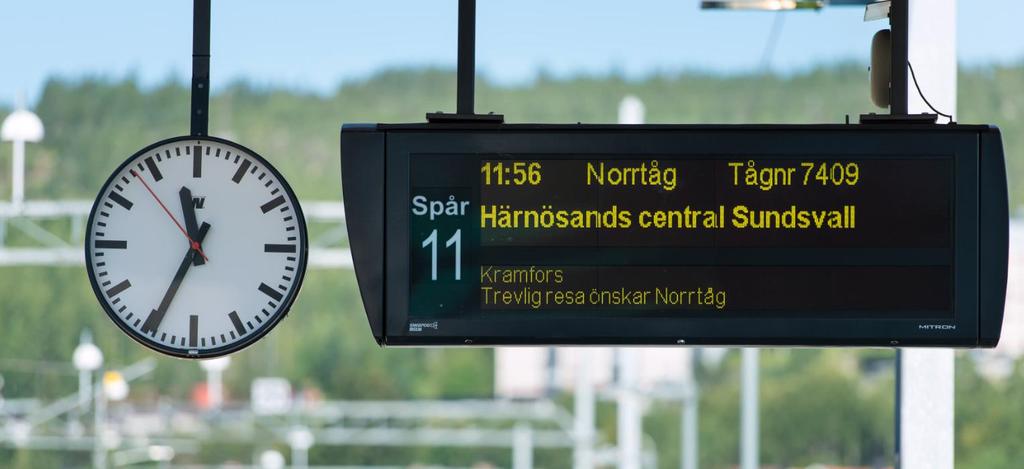 11:56 Norrtåg Tågnr 7409
Spår
Härnösands central Sundsvall
11
Kramfors
Trevlig resa önskar Norrtåg
MITRON